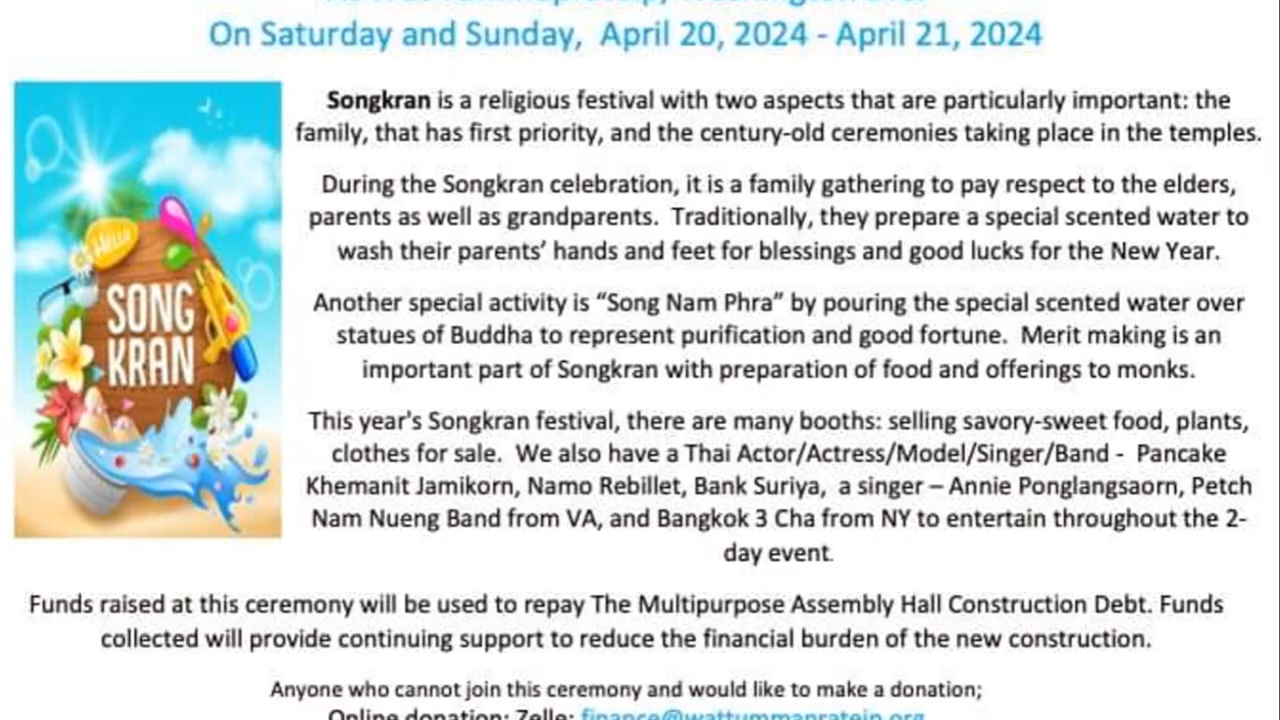 On Saturday and Sunday, April 20, 2024 - April 21, 2024
Songkran is a religious festival with two aspects that are particularly important: the
family, that has first priority, and the century-old ceremonies taking place in the temples.
During the Songkran celebration, it is a family gathering to pay respect to the elders,
parents as well as grandparents. Traditionally, they prepare a special scented water to
wash their parents' hands and feet for blessings and good lucks for the New Year.
Hello
SONG
KRAN
Another special activity is “Song Nam Phra” by pouring the special scented water over
statues of Buddha to represent purification and good fortune. Merit making is an
important part of Songkran with preparation of food and offerings to monks.
This year's Songkran festival, there are many booths: selling savory-sweet food, plants,
clothes for sale. We also have a Thai Actor/Actress/Model/Singer/Band - Pancake
Khemanit Jamikorn, Namo Rebillet, Bank Suriya, a singer – Annie Ponglangsaorn, Petch
Nam Nueng Band from VA, and Bangkok 3 Cha from NY to entertain throughout the 2-
day event.
Funds raised at this ceremony will be used to repay The Multipurpose Assembly Hall Construction Debt. Funds
collected will provide continuing support to reduce the financial burden of the new construction.
Anyone who cannot join this ceremony and would like to make a donation;
Online donation: Zelle: finance@wattummapratein.org